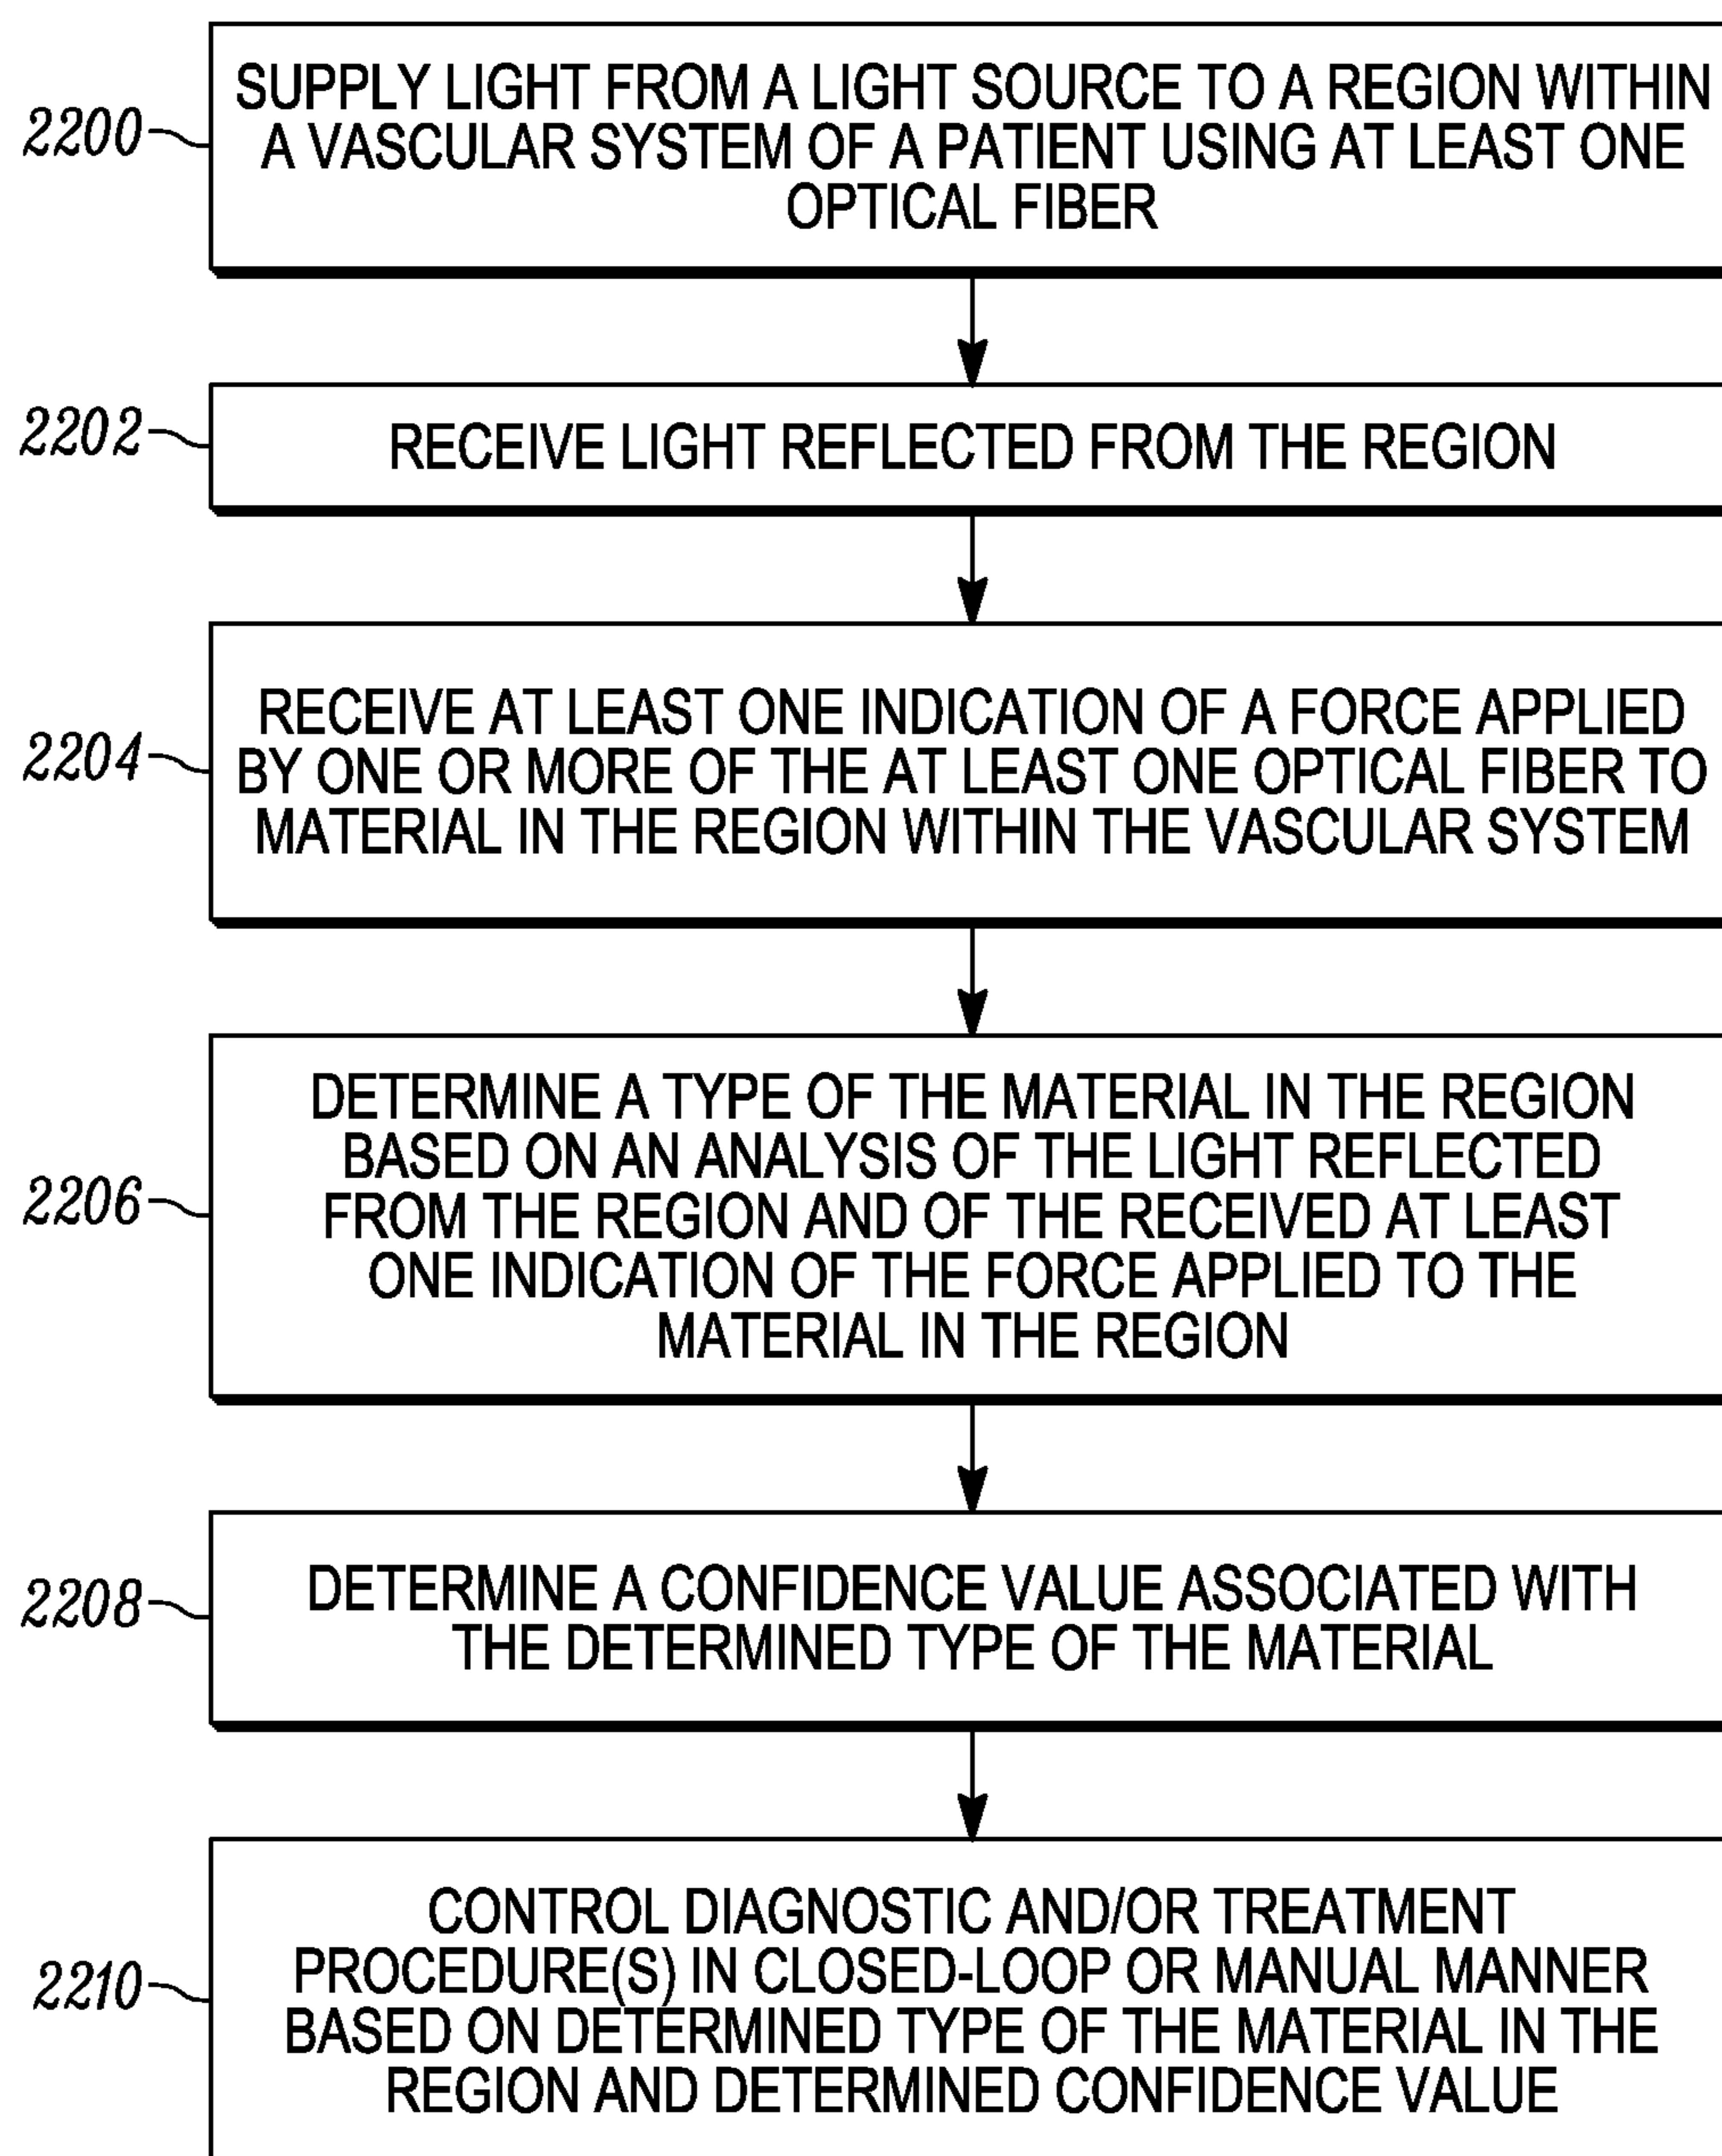 SUPPLY LIGHT FROM A LIGHT SOURCE TO A REGION WITHIN
2200
A VASCULAR SYSTEM OF A PATIENT USING AT LEAST ONE
OPTICAL FIBER
2202
RECEIVE LIGHT REFLECTED FROM THE REGION
RECEIVE AT LEAST ONE INDICATION OF A FORCE APPLIED
2204
BY ONE OR MORE OF THE AT LEAST ONE OPTICAL FIBER TO
MATERIAL IN THE REGION WITHIN THE VASCULAR SYSTEM
DETERMINE A TYPE OF THE MATERIAL IN THE REGION
BASED ON AN ANALYSIS OF THE LIGHT REFLECTED
2206
FROM THE REGION AND OF THE RECEIVED AT LEAST
ONE INDICATION OF THE FORCE APPLIED TO THE
MATERIAL IN THE REGION
2208
DETERMINE A CONFIDENCE VALUE ASSOCIATED WITH
THE DETERMINED TYPE OF THE MATERIAL
CONTROL DIAGNOSTIC AND/OR TREATMENT
2210
PROCEDURE(S) IN CLOSED-LOOP OR MANUAL MANNER
BASED ON DETERMINED TYPE OF THE MATERIAL IN THE
REGION AND DETERMINED CONFIDENCE VALUE